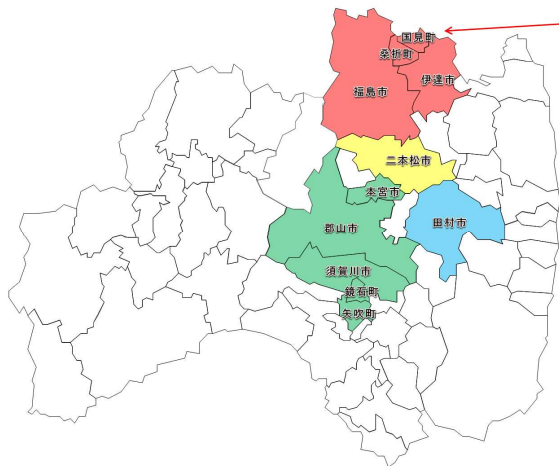 国見町
桑折町
伊達市
福島市
二本松市
本宮市
田村市
郡山市
須賀川市
鏡石町
矢吹町